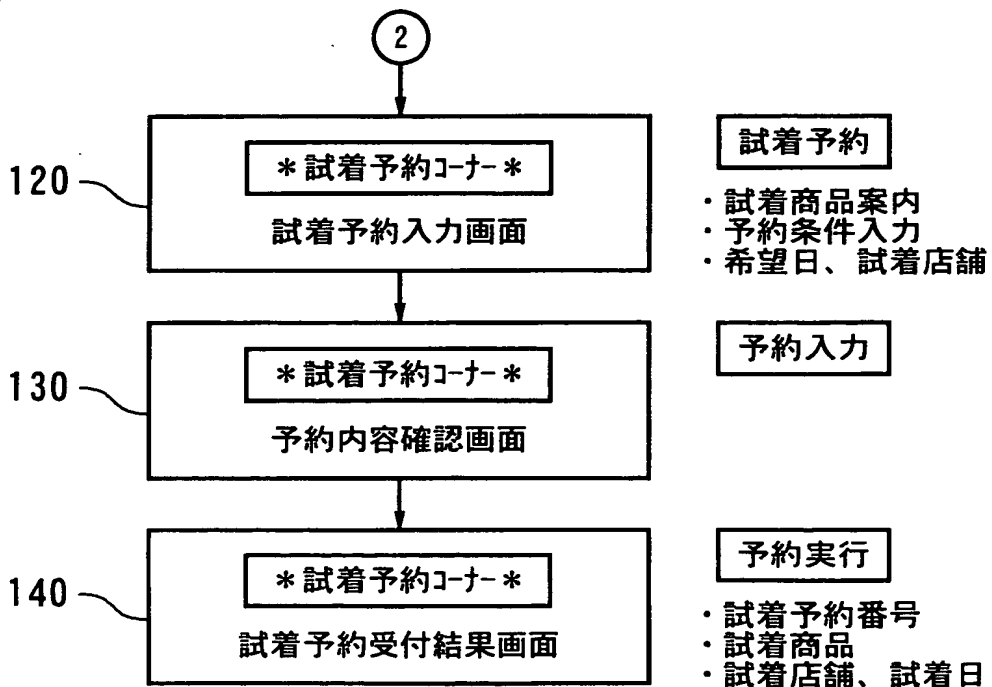 2
120
＊試着予約ｺｰﾅｰ＊
試着予約入力画面
試着予約
・試着商品案内
・予約条件入力
・希望日、試着店舗
130
＊試着予約ｺｰﾅｰ＊
予約内容確認画面
予約入力
140
＊試着予約ｺｰﾅｰ＊
試着予約受付結果画面
予約実行
・試着予約番号
・試着商品
・試着店舗、試着日